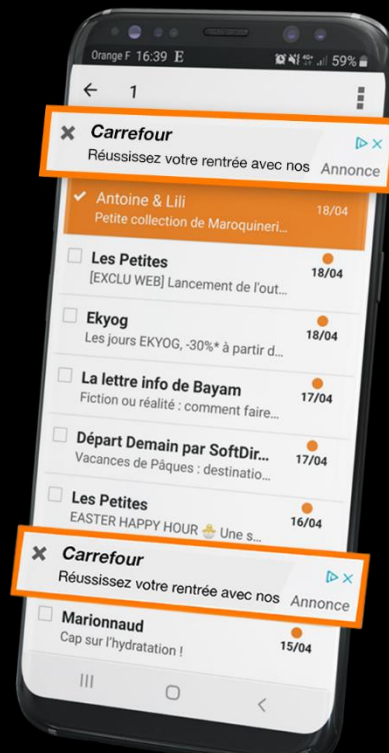 Orange F 16:39 E 4G+ 59%
1
Carrefour
Réussissez votre rentrée avec nos Annonce
Antoine & Lili 18/04
Petite collection de Maroquineri...
Les Petites 18/04
[EXCLU WEB] Lancement de l'out...
Ekyog 18/04
Les jours EKYOG, -30%* à partir d...
La lettre info de Bayam 17/04
Fiction ou réalité : comment faire...
Départ Demain par SoftDir... 17/04
Vacances de Pâques : destinatio...
Les Petites 16/04
EASTER HAPPY HOUR 🐣 Une s...
Carrefour
Réussissez votre rentrée avec nos Annonce
Marionnaud 15/04
Cap sur l'hydratation !